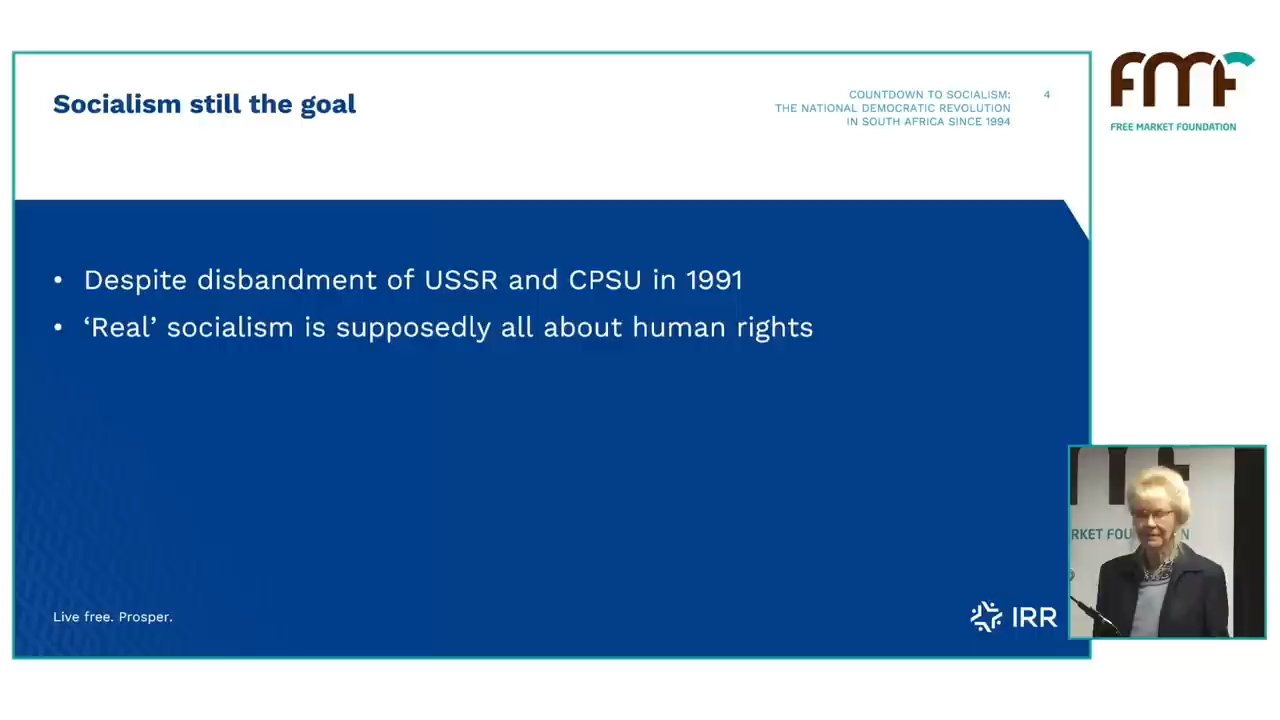 Socialism still the goal
COUNTDOWN TO SOCIALISM:
THE NATIONAL DEMOCRATIC REVOLUTION
IN SOUTH AFRICA SINCE 1994
4
• Despite disbandment of USSR and CPSU in 1991
• ‘Real’ socialism is supposedly all about human rights
Live free. Prosper.
IRR
FMF
FREE MARKET FOUNDATION
RKET FOU N